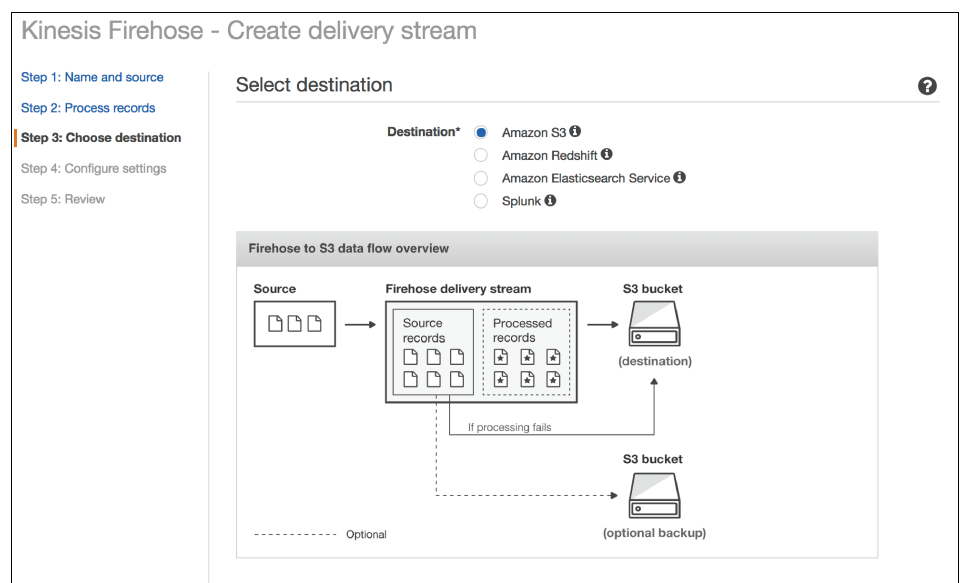 Kinesis Firehose - Create delivery stream
Step 1: Name and source
Step 2: Process records
Step 3: Choose destination
Step 4: Configure settings
Step 5: Review
Select destination
Destination*
Amazon S3
Amazon Redshift
Amazon Elasticsearch Service
Splunk
Firehose to S3 data flow overview
Source
Firehose delivery stream
S3 bucket
Source
records
Processed
records
(destination)
If processing fails
S3 bucket
(optional backup)
Optional